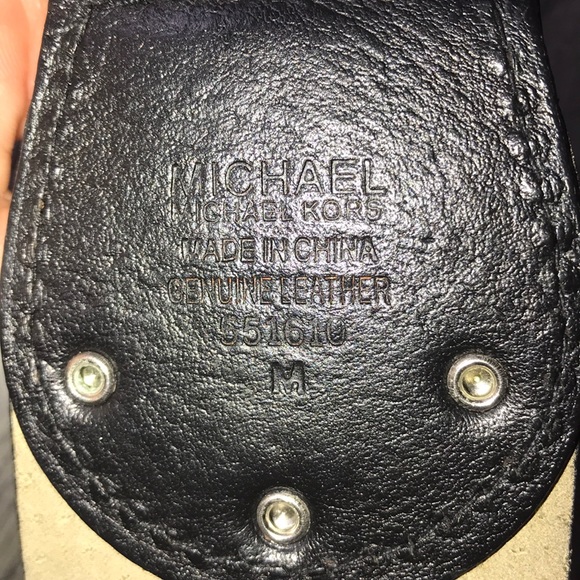 MICHAEL
MICHAEL KORS
MADE IN CHINA
GENUINE LEATHER
551610
M